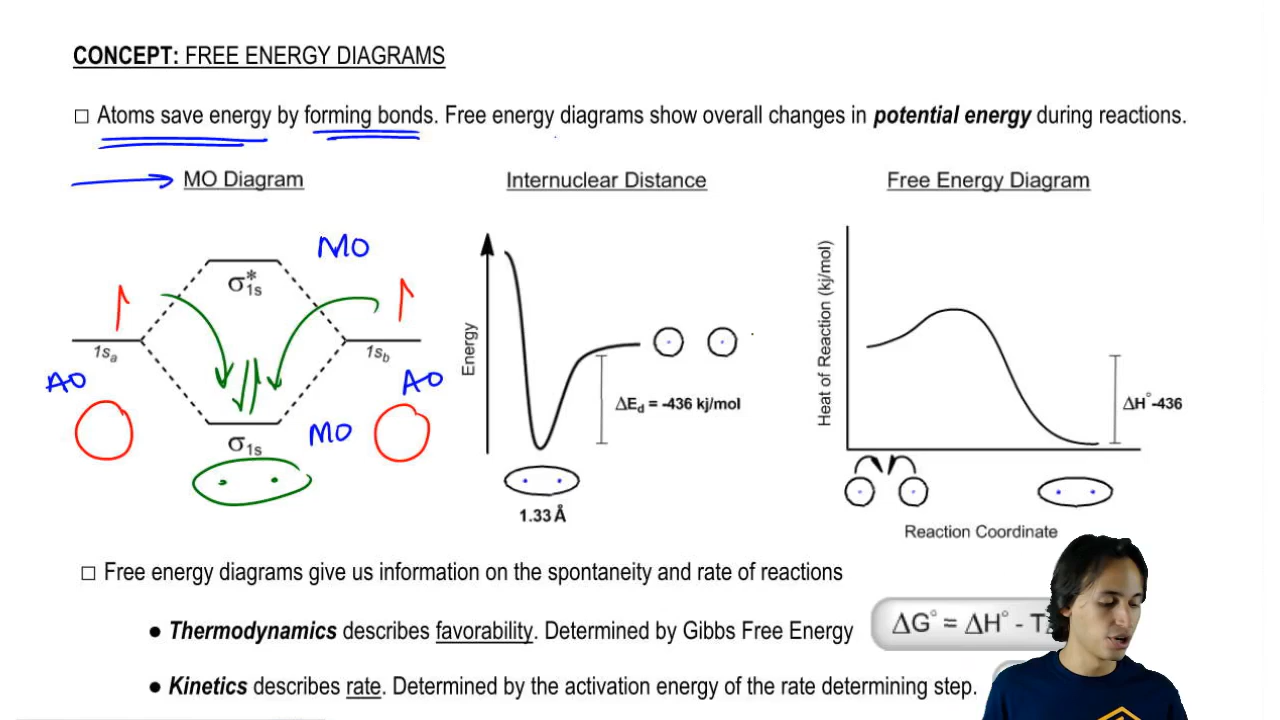 CONCEPT: FREE ENERGY DIAGRAMS
□ Atoms save energy by forming bonds. Free energy diagrams show overall changes in potential energy during reactions.
MO Diagram
MO
σ*1s
1sa
1sb
AO
AO
MO
σ1s
Internuclear Distance
Energy
ΔEd = -436 kj/mol
1.33 Å
Free Energy Diagram
Heat of Reaction (kj/mol)
ΔH°-436
Reaction Coordinate
□ Free energy diagrams give us information on the spontaneity and rate of reactions
● Thermodynamics describes favorability. Determined by Gibbs Free Energy
ΔG° = ΔH° - T
● Kinetics describes rate. Determined by the activation energy of the rate determining step.